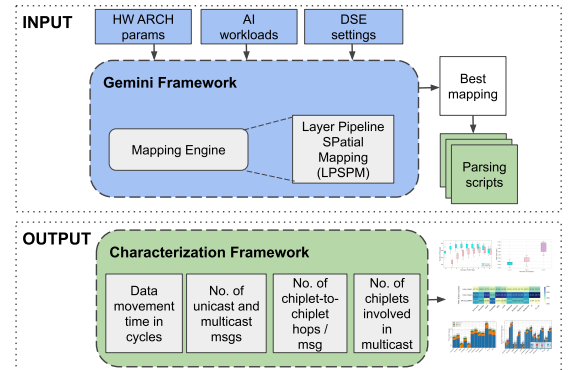 INPUT
HW ARCH
params
AI
workloads
DSE
settings
Gemini Framework
Mapping Engine
Layer Pipeline
SPatial
Mapping
(LPSPM)
Best
mapping
Parsing
scripts
OUTPUT
Characterization Framework
Data
movement
time in
cycles
No. of
unicast and
multicast
msgs
No. of
chiplet-to-
chiplet
hops /
msg
No. of
chiplets
involved
in
multicast